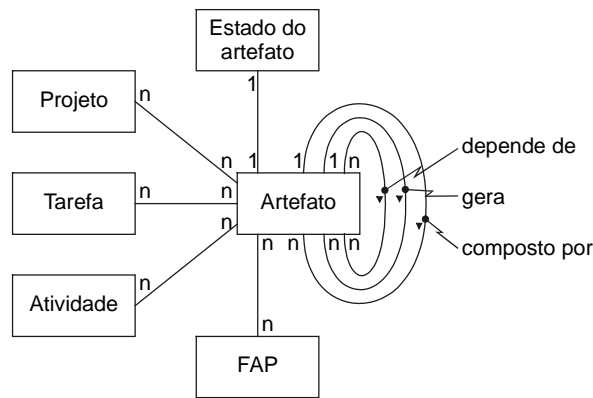 Estado do
artefato
Projeto
n
1
n
1
1
1
n
depende de
Tarefa
n
n
Artefato
gera
n
n
n
n
n
composto por
Atividade
n
n
FAP